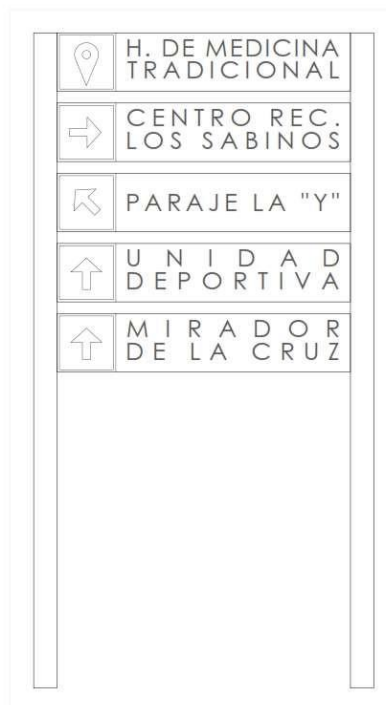 H. DE MEDICINA
TRADICIONAL
CENTRO REC.
LOS SABINOS
PARAJE LA "Y"
UNIDAD
DEPORTIVA
MIRADOR
DE LA CRUZ